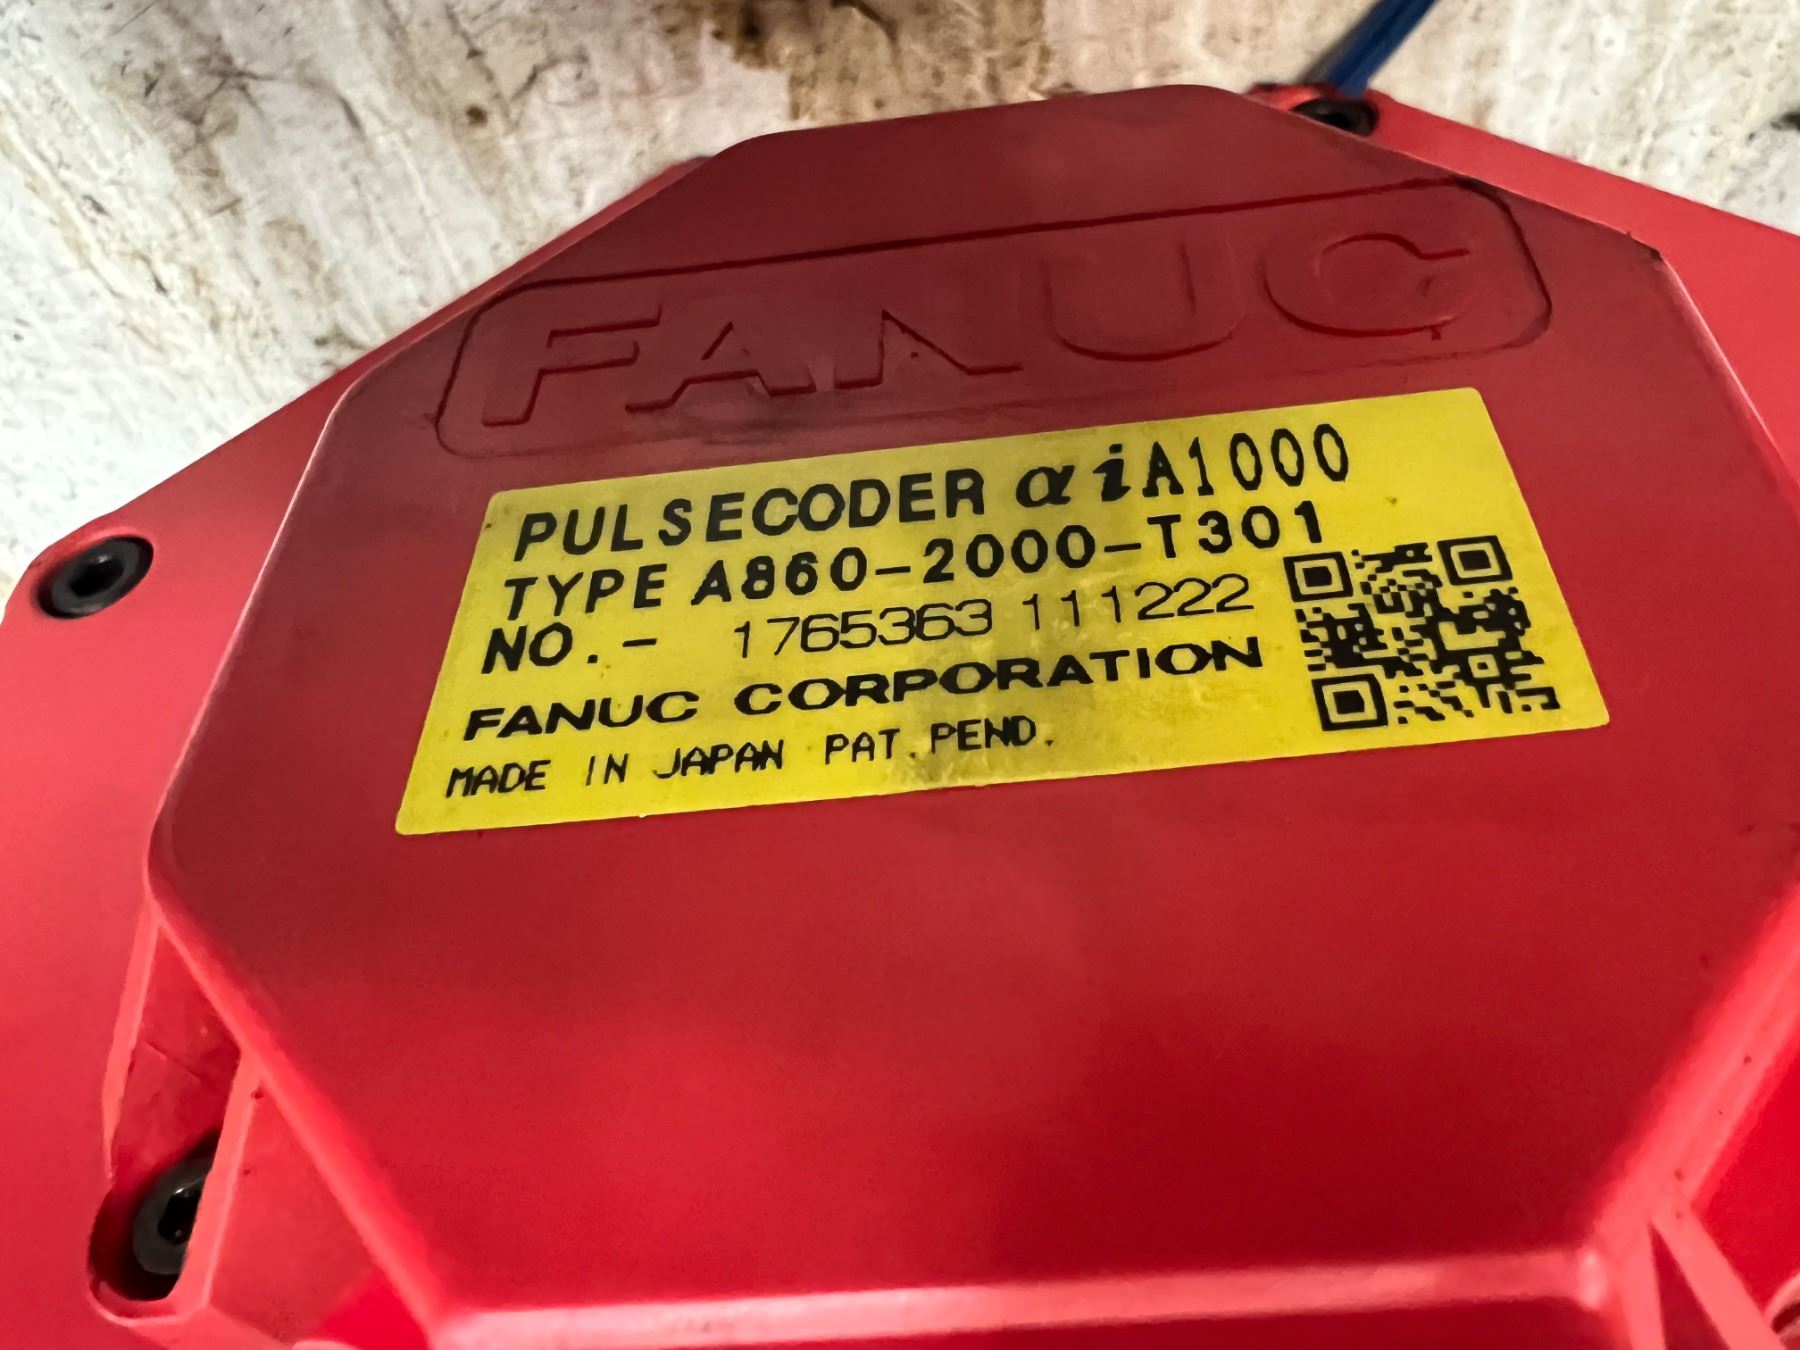 FANUC
PULSECODER αiA1000
TYPE A860-2000-T301
NO.- 1765363 111222
FANUC CORPORATION
MADE IN JAPAN PAT.PEND.